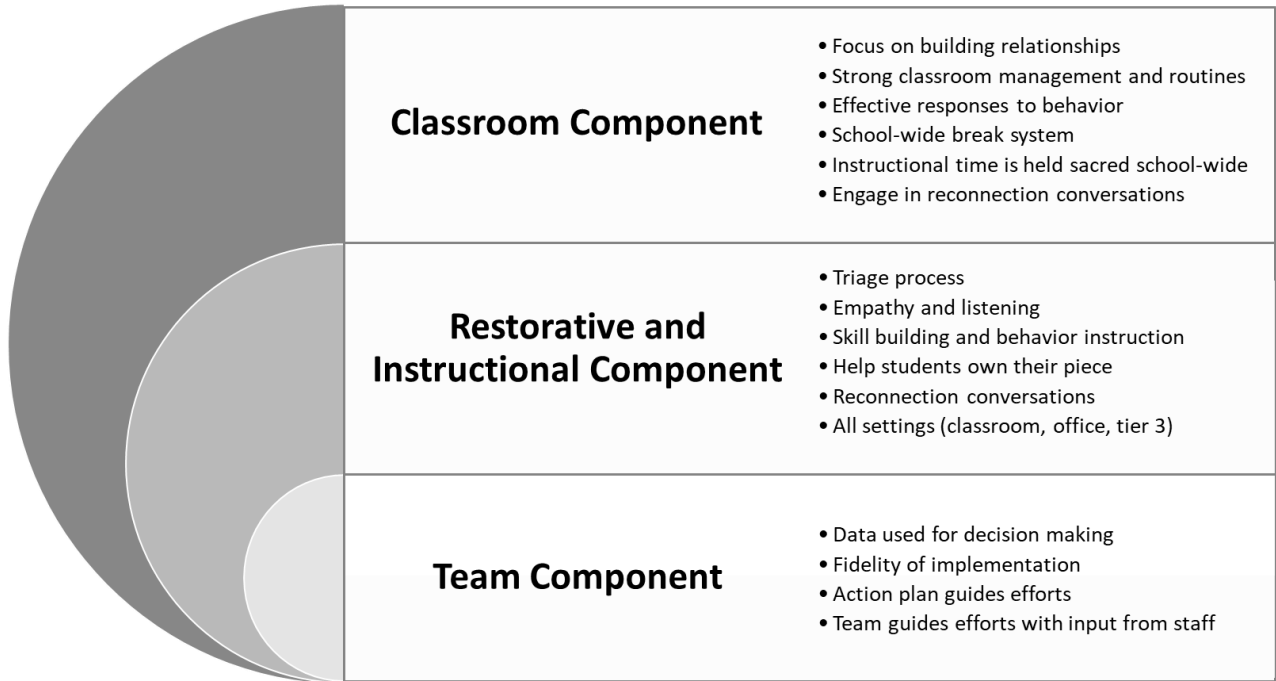 Classroom Component
• Focus on building relationships
• Strong classroom management and routines
• Effective responses to behavior
• School-wide break system
• Instructional time is held sacred school-wide
• Engage in reconnection conversations
Restorative and
Instructional Component
• Triage process
• Empathy and listening
• Skill building and behavior instruction
• Help students own their piece
• Reconnection conversations
• All settings (classroom, office, tier 3)
Team Component
• Data used for decision making
• Fidelity of implementation
• Action plan guides efforts
• Team guides efforts with input from staff